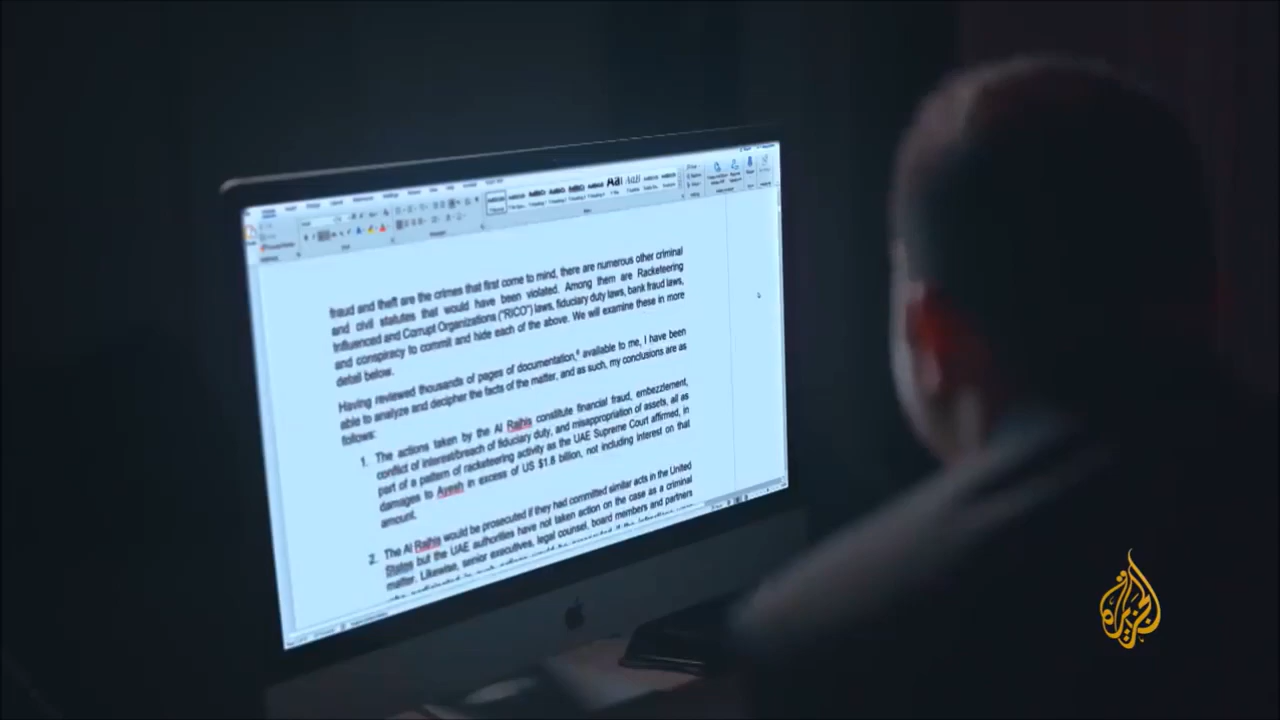 fraud and theft are the crimes that first come to mind, there are numerous other criminal
and civil statutes that would have been violated. Among them are Racketeering
Influenced and Corrupt Organizations ("RICO") laws, fiduciary duty laws, bank fraud laws,
and conspiracy to commit and hide each of the above. We will examine these in more
detail below.
Having reviewed thousands of pages of documentation, available to me, I have been
able to analyze and decipher the facts of the matter, and as such, my conclusions are as
follows:
1. The actions taken by the Al Rajhis constitute financial fraud, embezzlement,
conflict of interest/breach of fiduciary duty, and misappropriation of assets, all as
part of a pattern of racketeering activity as the UAE Supreme Court affirmed, in
damages to Ayesh in excess of US $1.8 billion, not including interest on that
amount.
2. The Al Rajhis would be prosecuted if they had committed similar acts in the United
States but the UAE authorities have not taken action on the case as a criminal
matter. Likewise, senior executives, legal counsel, board members and partners
الجزيرة